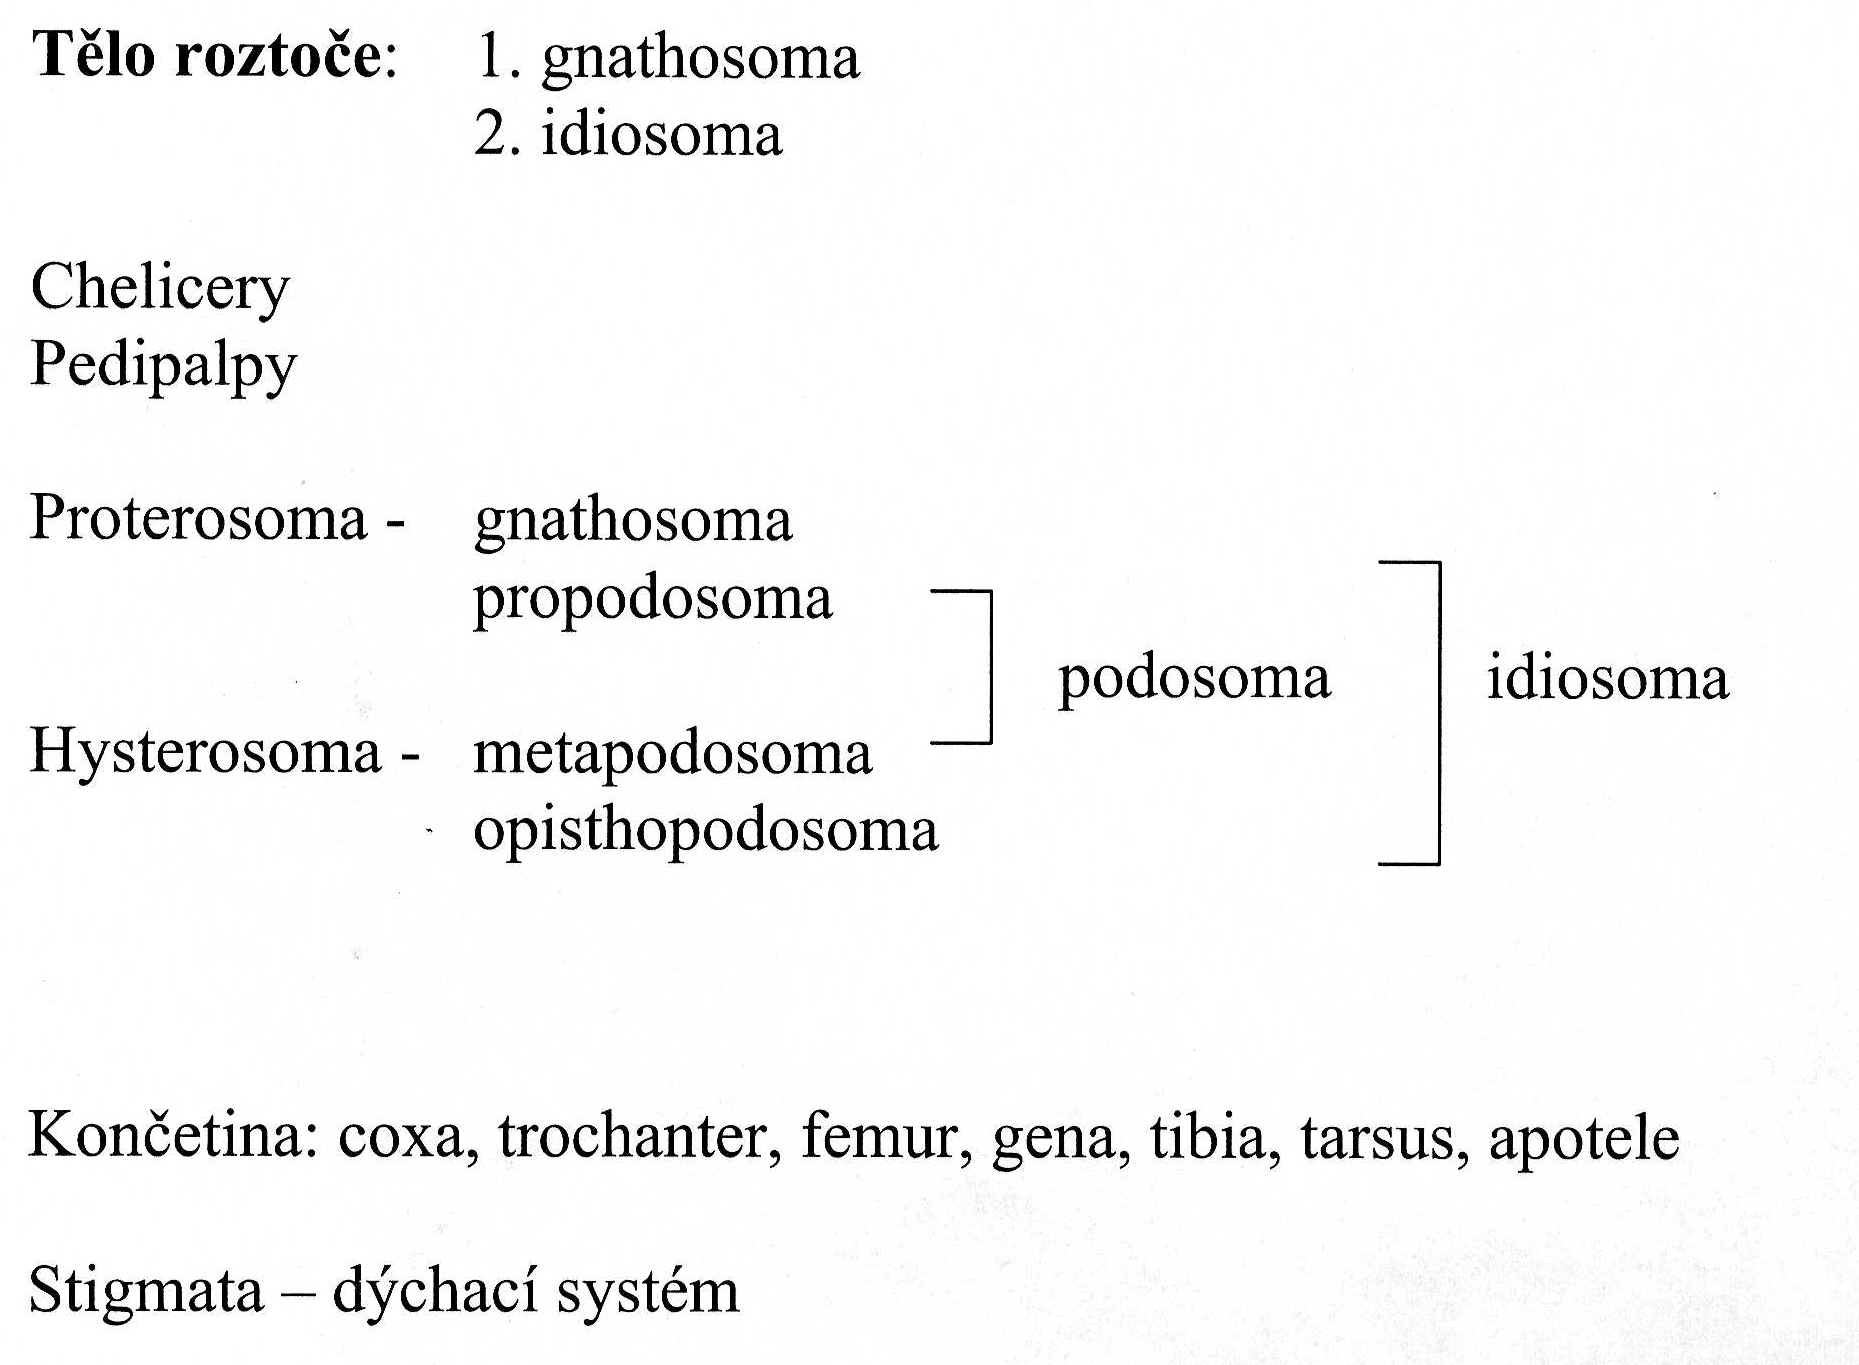 Tělo roztoče: 1. gnathosoma
2. idiosoma
Chelicery
Pedipalpy
Proterosoma - gnathosoma
propodosoma
podosoma idiosoma
Hysterosoma - metapodosoma
opisthopodosoma
Končetina: coxa, trochanter, femur, gena, tibia, tarsus, apotele
Stigmata – dýchací systém